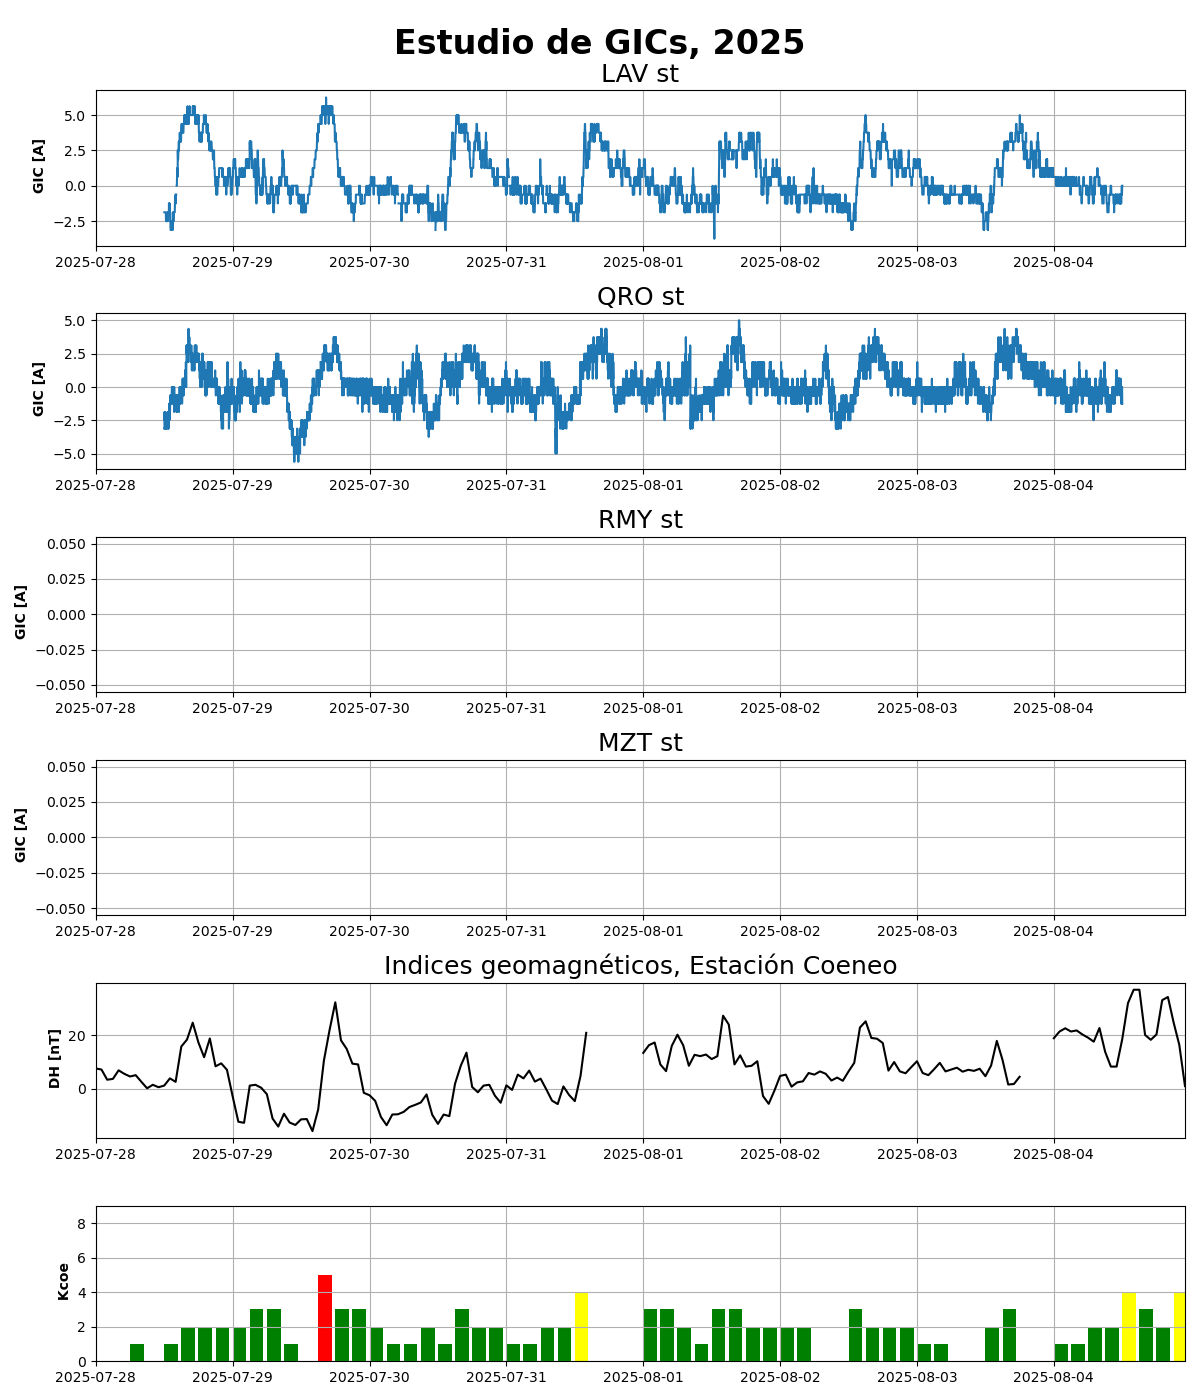 Estudio de GICs, 2025
LAV st
GIC [A]
5.0
2.5
0.0
−2.5
2025-07-28 2025-07-29 2025-07-30 2025-07-31 2025-08-01 2025-08-02 2025-08-03 2025-08-04
QRO st
GIC [A]
5.0
2.5
0.0
−2.5
−5.0
2025-07-28 2025-07-29 2025-07-30 2025-07-31 2025-08-01 2025-08-02 2025-08-03 2025-08-04
RMY st
GIC [A]
0.050
0.025
0.000
−0.025
−0.050
2025-07-28 2025-07-29 2025-07-30 2025-07-31 2025-08-01 2025-08-02 2025-08-03 2025-08-04
MZT st
GIC [A]
0.050
0.025
0.000
−0.025
−0.050
2025-07-28 2025-07-29 2025-07-30 2025-07-31 2025-08-01 2025-08-02 2025-08-03 2025-08-04
Indices geomagnéticos, Estación Coeneo
DH [nT]
20
0
2025-07-28 2025-07-29 2025-07-30 2025-07-31 2025-08-01 2025-08-02 2025-08-03 2025-08-04
Kcoe
8
6
4
2
0
2025-07-28 2025-07-29 2025-07-30 2025-07-31 2025-08-01 2025-08-02 2025-08-03 2025-08-04